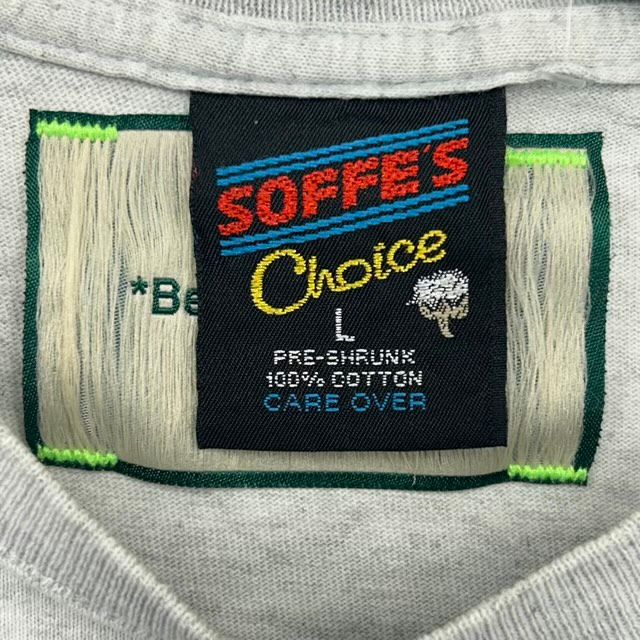 SOFFE'S
Choice
*Be
L
PRE-SHRUNK
100% COTTON
CARE OVER